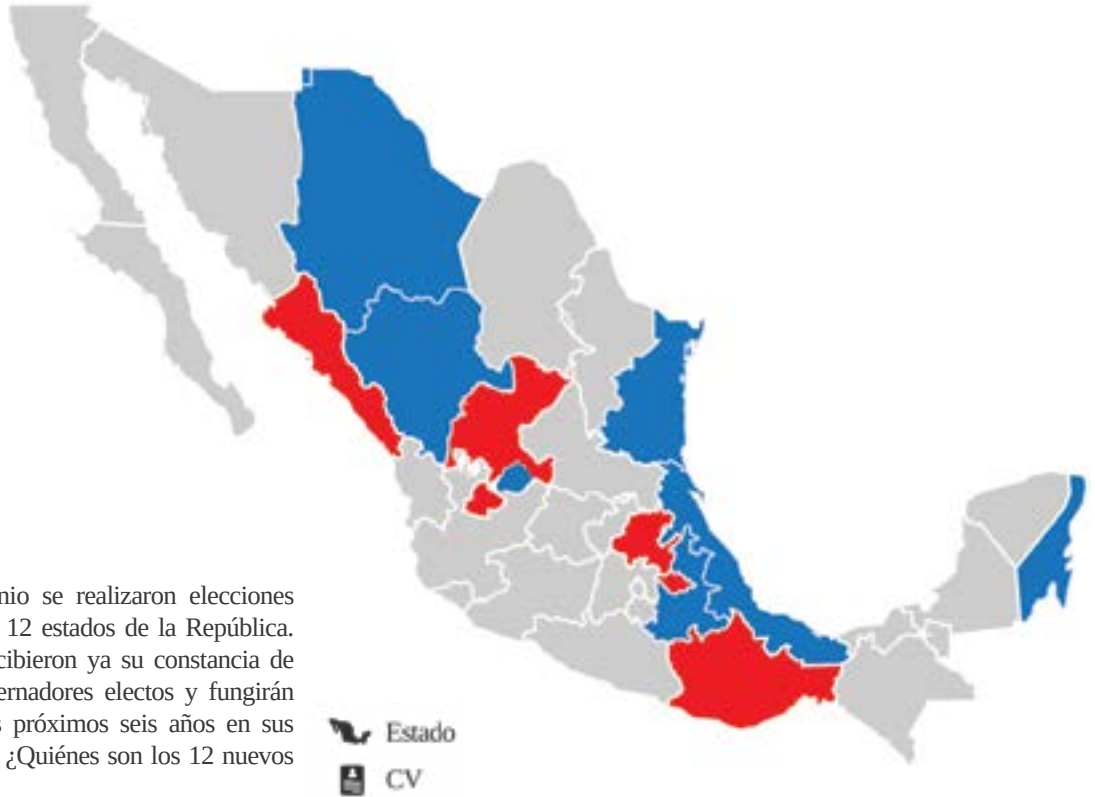 nio se realizaron elecciones
12 estados de la República.
cibieron ya su constancia de
ernadores electos y fungirán
s próximos seis años en sus
¿Quiénes son los 12 nuevos
Estado
CV